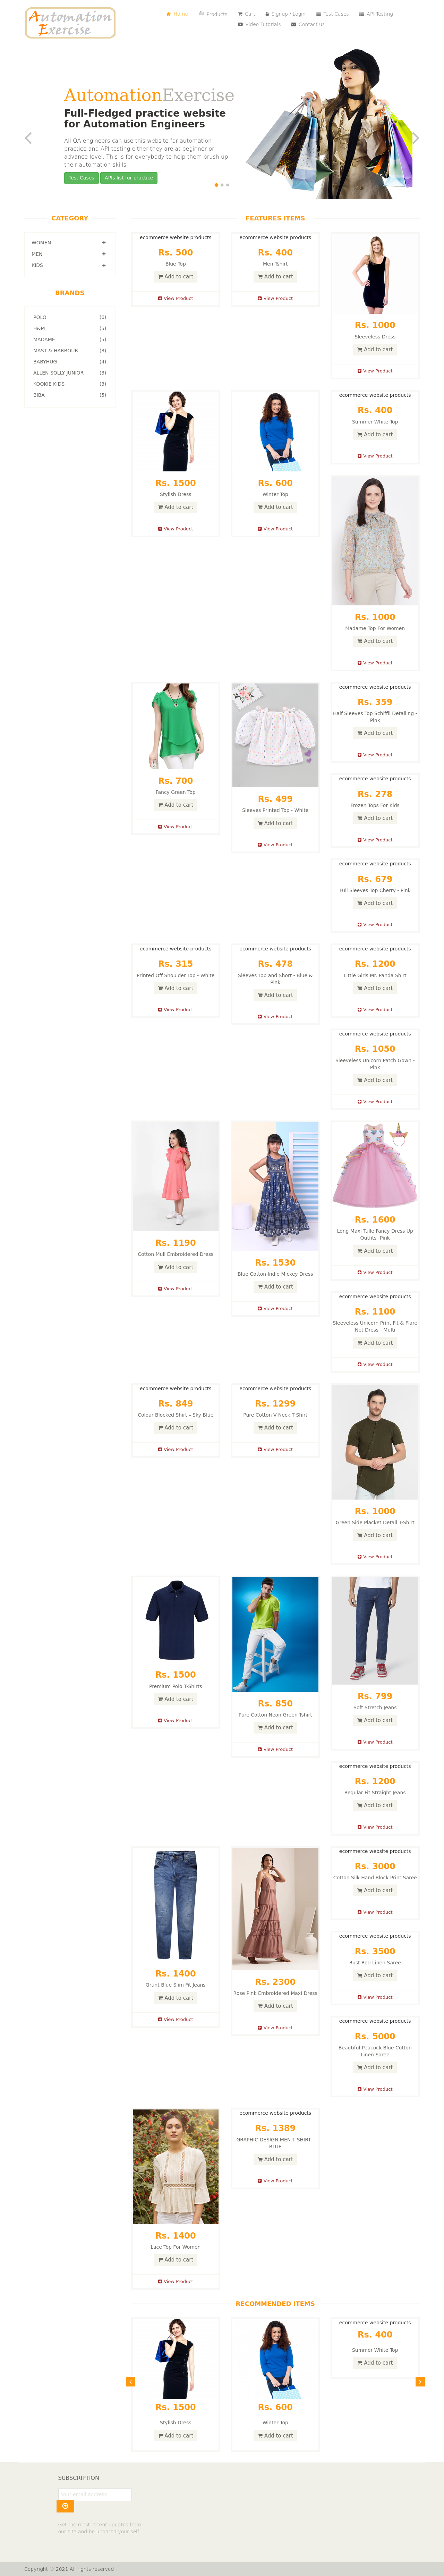 Automation
Exercise
Home
Products
Cart
Signup / Login
Test Cases
API Testing
Video Tutorials
Contact us
AutomationExercise
Full-Fledged practice website
for Automation Engineers
All QA engineers can use this website for automation
practice and API testing either they are at beginner or
advance level. This is for everybody to help them brush up
their automation skills.
Test Cases
APIs list for practice
CATEGORY
WOMEN
MEN
KIDS
BRANDS
POLO (6)
H&M (5)
MADAME (5)
MAST & HARBOUR (3)
BABYHUG (4)
ALLEN SOLLY JUNIOR (3)
KOOKIE KIDS (3)
BIBA (5)
FEATURES ITEMS
ecommerce website products
Rs. 500
Blue Top
Add to cart
View Product
ecommerce website products
Rs. 400
Men Tshirt
Add to cart
View Product
Rs. 1000
Sleeveless Dress
Add to cart
View Product
Rs. 1500
Stylish Dress
Add to cart
View Product
Rs. 600
Winter Top
Add to cart
View Product
ecommerce website products
Rs. 400
Summer White Top
Add to cart
View Product
Rs. 1000
Madame Top For Women
Add to cart
View Product
Rs. 700
Fancy Green Top
Add to cart
View Product
Rs. 499
Sleeves Printed Top - White
Add to cart
View Product
ecommerce website products
Rs. 359
Half Sleeves Top Schiffli Detailing -
Pink
Add to cart
View Product
ecommerce website products
Rs. 278
Frozen Tops For Kids
Add to cart
View Product
ecommerce website products
Rs. 679
Full Sleeves Top Cherry - Pink
Add to cart
View Product
ecommerce website products
Rs. 315
Printed Off Shoulder Top - White
Add to cart
View Product
ecommerce website products
Rs. 478
Sleeves Top and Short - Blue &
Pink
Add to cart
View Product
ecommerce website products
Rs. 1200
Little Girls Mr. Panda Shirt
Add to cart
View Product
ecommerce website products
Rs. 1050
Sleeveless Unicorn Patch Gown -
Pink
Add to cart
View Product
Rs. 1190
Cotton Mull Embroidered Dress
Add to cart
View Product
Rs. 1530
Blue Cotton Indie Mickey Dress
Add to cart
View Product
Rs. 1600
Long Maxi Tulle Fancy Dress Up
Outfits -Pink
Add to cart
View Product
ecommerce website products
Rs. 1100
Sleeveless Unicorn Print Fit & Flare
Net Dress - Multi
Add to cart
View Product
ecommerce website products
Rs. 849
Colour Blocked Shirt – Sky Blue
Add to cart
View Product
ecommerce website products
Rs. 1299
Pure Cotton V-Neck T-Shirt
Add to cart
View Product
Rs. 1000
Green Side Placket Detail T-Shirt
Add to cart
View Product
Rs. 1500
Premium Polo T-Shirts
Add to cart
View Product
Rs. 850
Pure Cotton Neon Green Tshirt
Add to cart
View Product
Rs. 799
Soft Stretch Jeans
Add to cart
View Product
ecommerce website products
Rs. 1200
Regular Fit Straight Jeans
Add to cart
View Product
Rs. 1400
Grunt Blue Slim Fit Jeans
Add to cart
View Product
Rs. 2300
Rose Pink Embroidered Maxi Dress
Add to cart
View Product
ecommerce website products
Rs. 3000
Cotton Silk Hand Block Print Saree
Add to cart
View Product
ecommerce website products
Rs. 3500
Rust Red Linen Saree
Add to cart
View Product
ecommerce website products
Rs. 5000
Beautiful Peacock Blue Cotton
Linen Saree
Add to cart
View Product
Rs. 1400
Lace Top For Women
Add to cart
View Product
ecommerce website products
Rs. 1389
GRAPHIC DESIGN MEN T SHIRT -
BLUE
Add to cart
View Product
RECOMMENDED ITEMS
Rs. 1500
Stylish Dress
Add to cart
Rs. 600
Winter Top
Add to cart
ecommerce website products
Rs. 400
Summer White Top
Add to cart
SUBSCRIPTION
Your email address
Get the most recent updates from
our site and be updated your self...
Copyright © 2021 All rights reserved